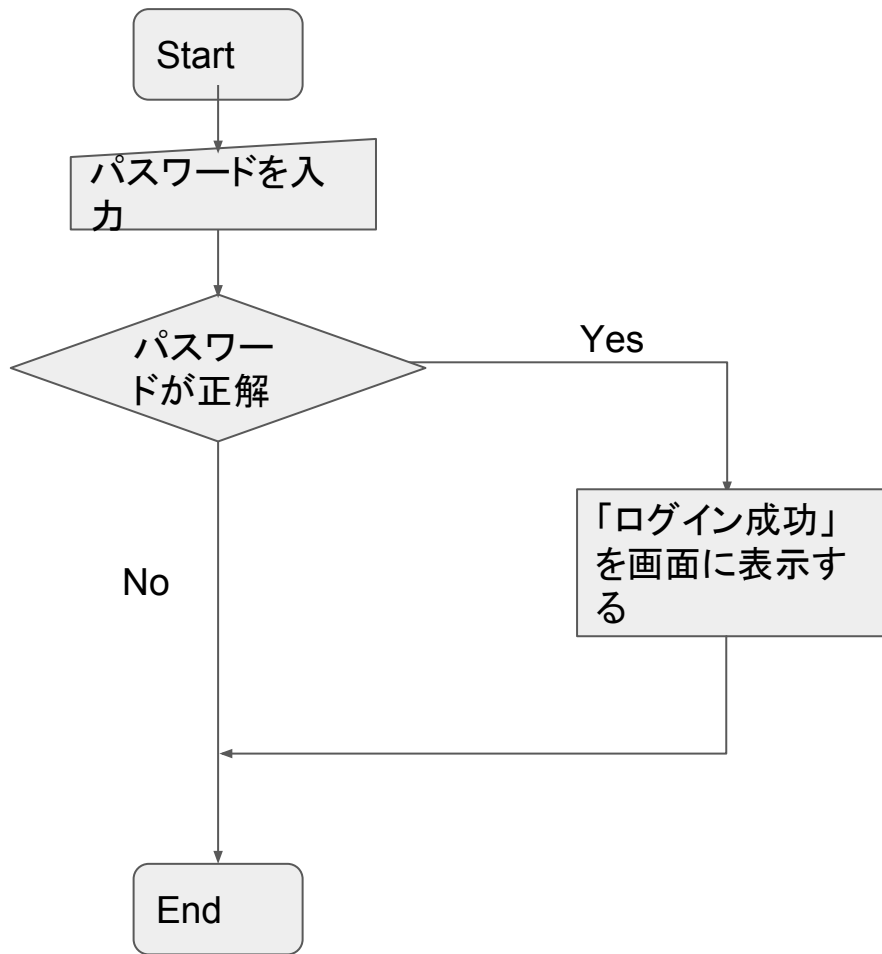 Start
パスワードを入
力
パスワー
ドが正解
Yes
「ログイン成功」
を画面に表示す
る
No
End